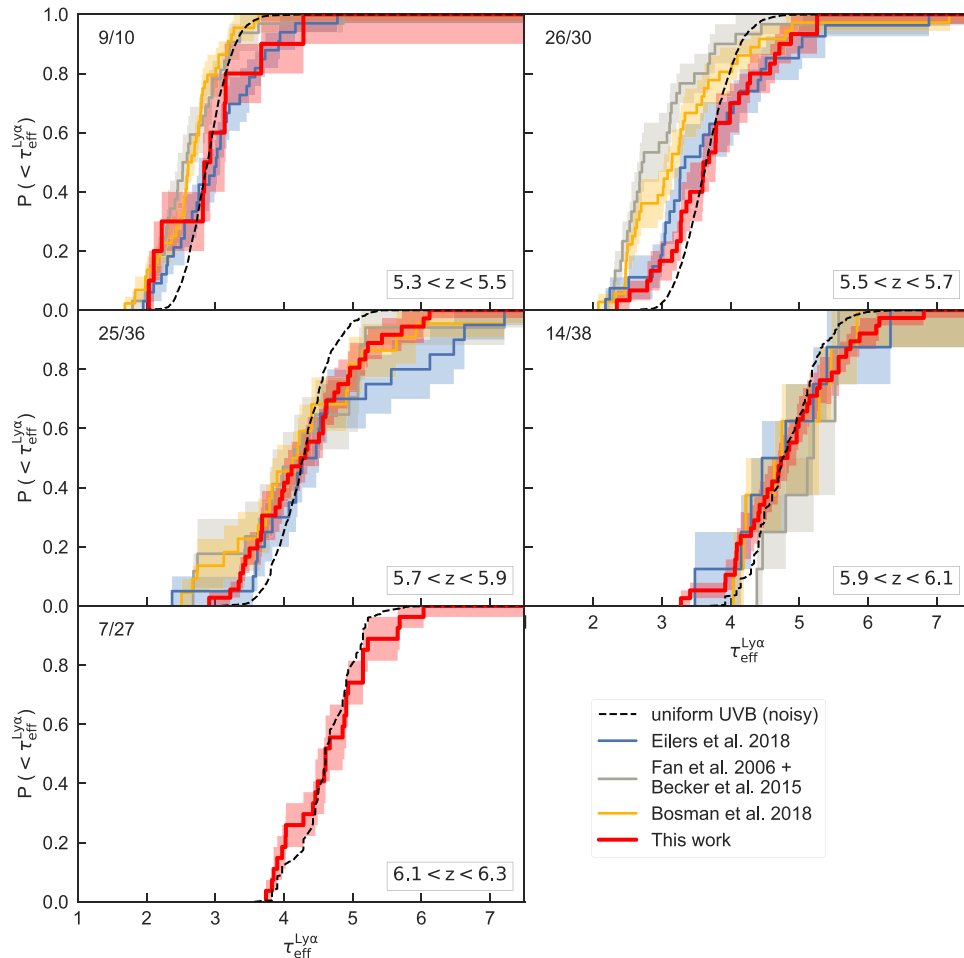 9/10
26/30
P ( < τ_eff^Lyα)
1.0
0.8
0.6
0.4
0.2
0.0
5.3 < z < 5.5
5.5 < z < 5.7
25/36
14/38
P ( < τ_eff^Lyα)
1.0
0.8
0.6
0.4
0.2
0.0
5.7 < z < 5.9
5.9 < z < 6.1
1 2 3 4 5 6 7
τ_eff^Lyα
7/27
P ( < τ_eff^Lyα)
1.0
0.8
0.6
0.4
0.2
0.0
6.1 < z < 6.3
1 2 3 4 5 6 7
τ_eff^Lyα
uniform UVB (noisy)
Eilers et al. 2018
Fan et al. 2006 +
Becker et al. 2015
Bosman et al. 2018
This work